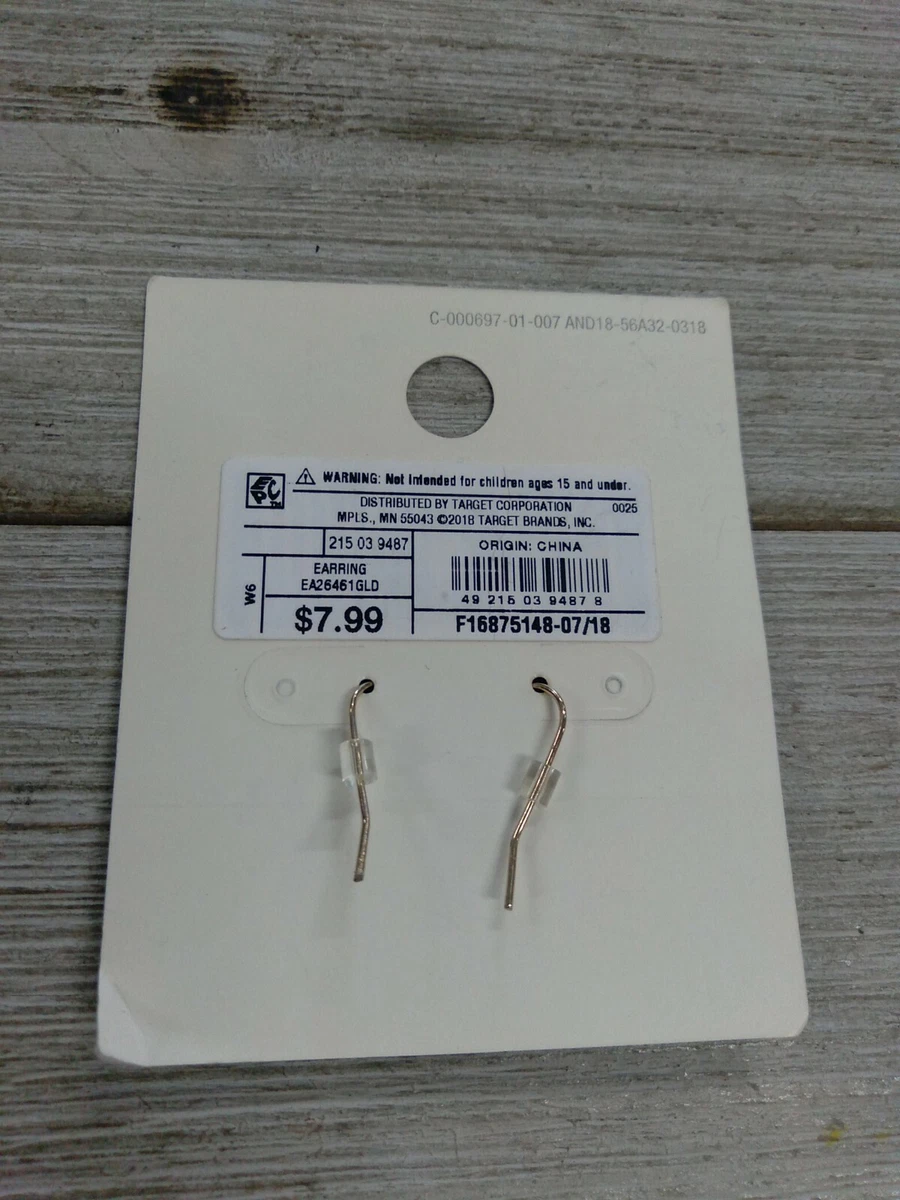 C-000697-01-007 AND18-56A32-0318
EPC™
WARNING: Not intended for children ages 15 and under.
DISTRIBUTED BY TARGET CORPORATION 0025
MPLS., MN 55043 ©2018 TARGET BRANDS, INC.
215 03 9487
ORIGIN: CHINA
W6
EARRING
EA26461GLD
49 215 03 9487 8
$7.99
F16875148-07/18